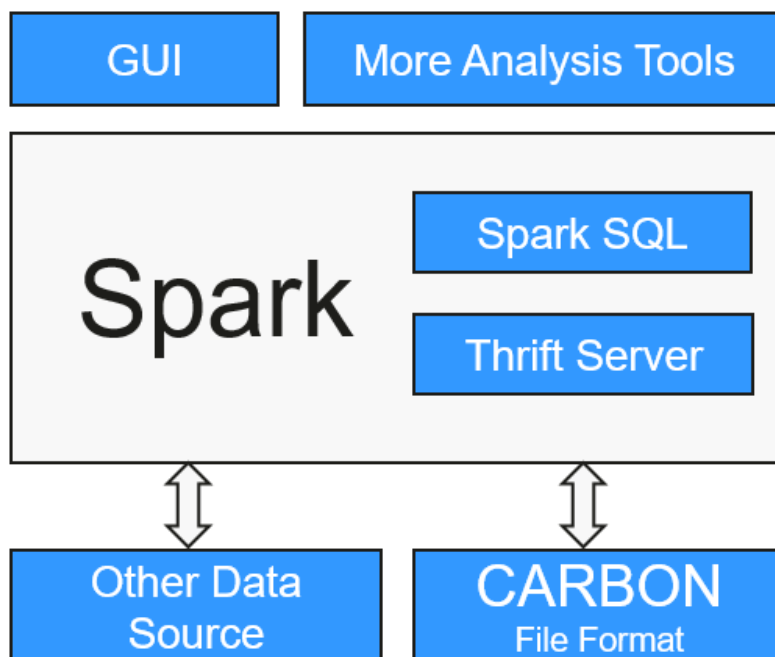 GUI
More Analysis Tools
Spark
Spark SQL
Thrift Server
Other Data
Source
CARBON
File Format